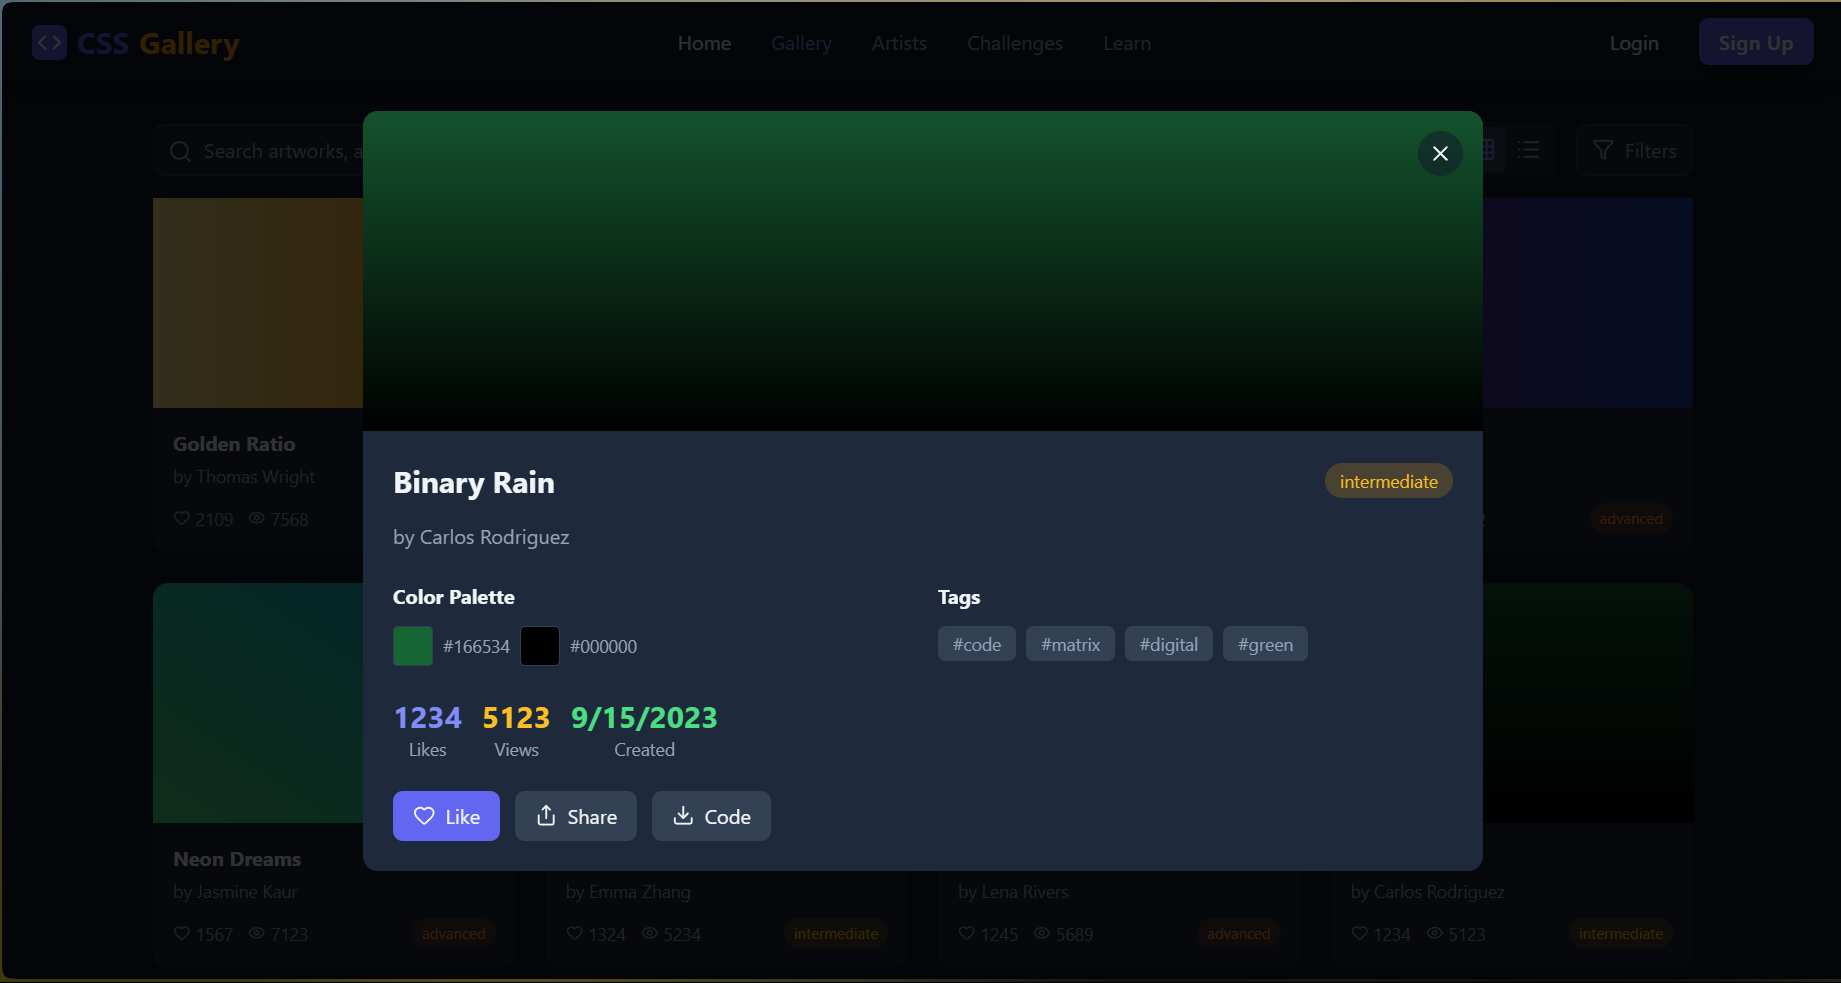 CSS Gallery
Home Gallery Artists Challenges Learn
Login Sign Up
Search artworks, a
Filters
Golden Ratio
by Thomas Wright
2109 7568
advanced
Binary Rain
intermediate
by Carlos Rodriguez
Color Palette
#166534 #000000
Tags
#code #matrix #digital #green
1234 5123 9/15/2023
Likes Views Created
Like Share Code
Neon Dreams
by Jasmine Kaur
1567 7123 advanced
by Emma Zhang
1324 5234 intermediate
by Lena Rivers
1245 5689 advanced
by Carlos Rodriguez
1234 5123 intermediate